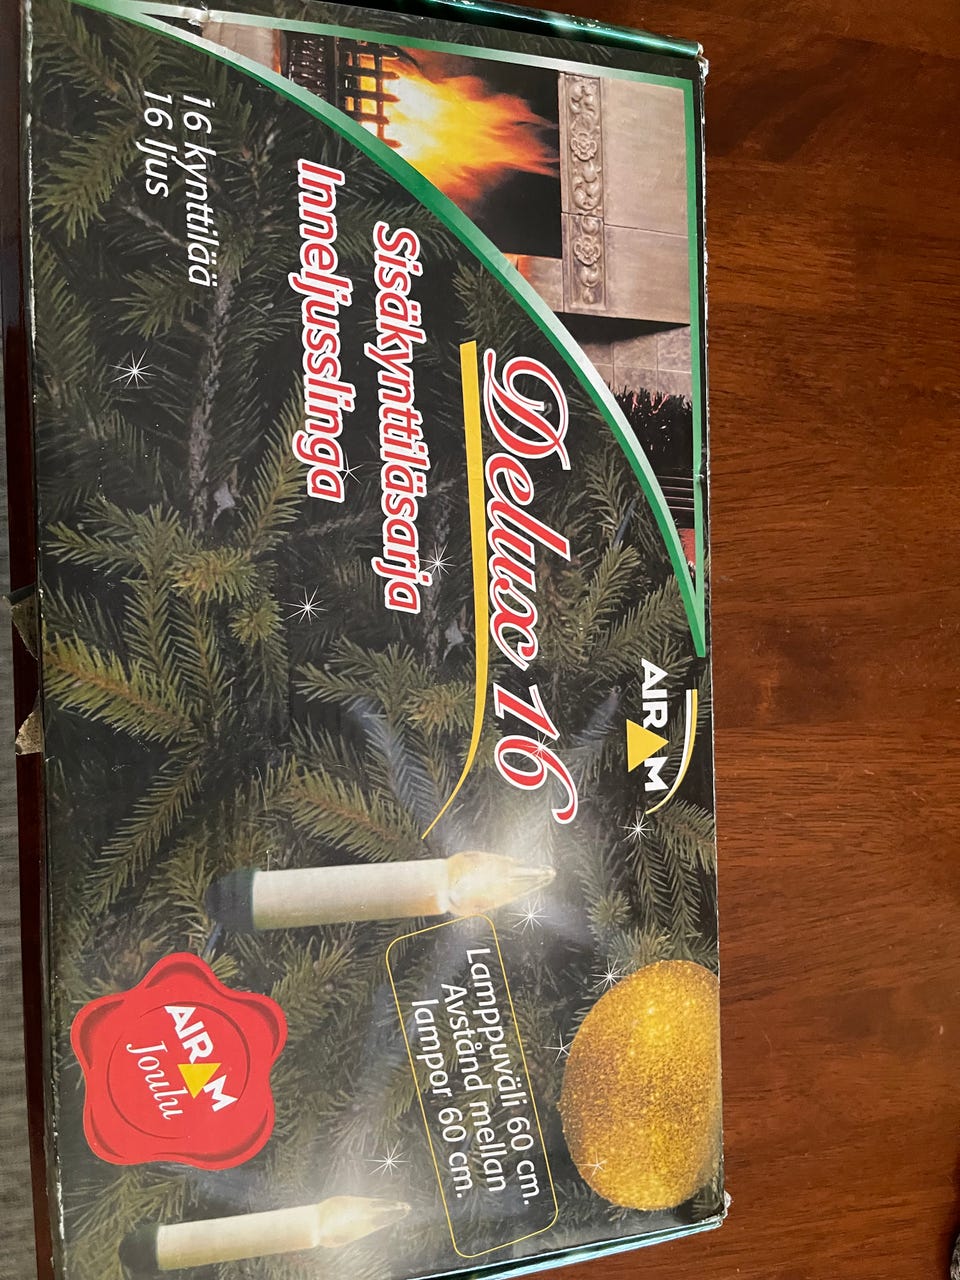 AIRAM
Deluxe 16
Sisäkynttiläsarja
Inneljusslinga
16 kynttilää
16 ljus
Lamppuväli 60 cm.
Avstånd mellan
lampor 60 cm.
AIRAM
Joulu